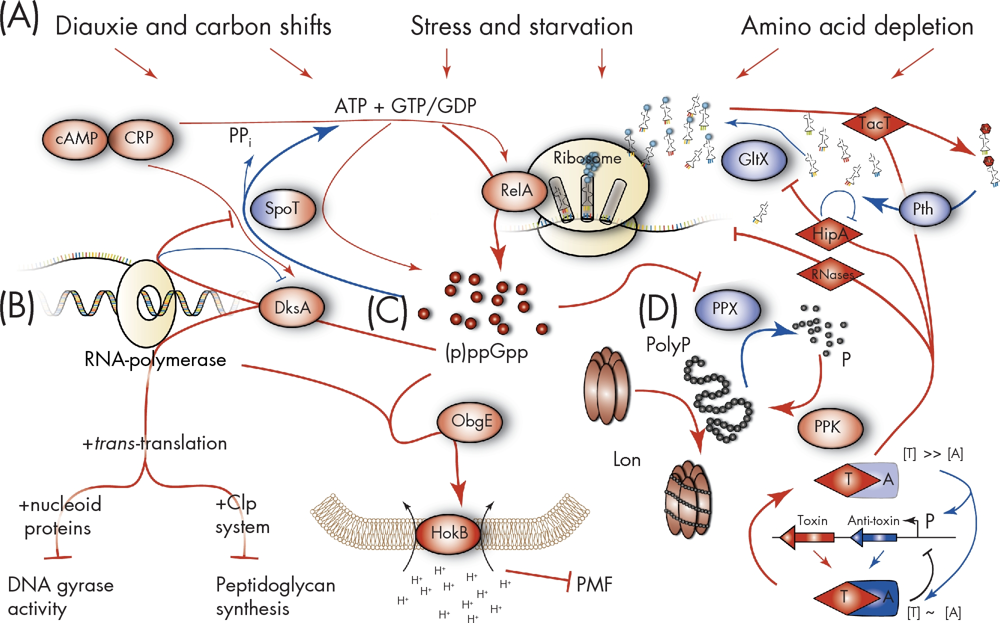 (A)
Diauxie and carbon shifts
Stress and starvation
Amino acid depletion
ATP + GTP/GDP
cAMP
CRP
PPi
TacT
Ac
Ac
Ribosome
GltX
RelA
SpoT
Pth
HipA
RNases
(B)
DksA
(C)
(D)
PPX
PolyP
P
RNA-polymerase
(p)ppGpp
ObgE
PPK
+trans-translation
Lon
[T] >> [A]
T
A
+nucleoid
proteins
+Clp
system
HokB
Toxin
Anti-toxin
P
DNA gyrase
activity
Peptidoglycan
synthesis
H+
H+
H+
H+
H+
H+
H+
H+
H+
H+
H+
H+
PMF
T
A
[T] ~ [A]